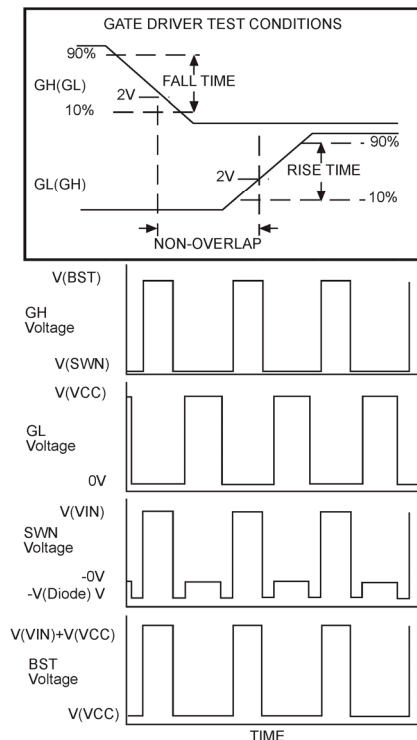 GATE DRIVER TEST CONDITIONS
90%
FALL TIME
GH(GL)
2V
10%
90%
2V
RISE TIME
GL(GH)
10%
NON-OVERLAP
V(BST)
GH
Voltage
V(SWN)
V(VCC)
GL
Voltage
0V
V(VIN)
SWN
Voltage
-0V
-V(Diode) V
V(VIN)+V(VCC)
BST
Voltage
V(VCC)
TIME